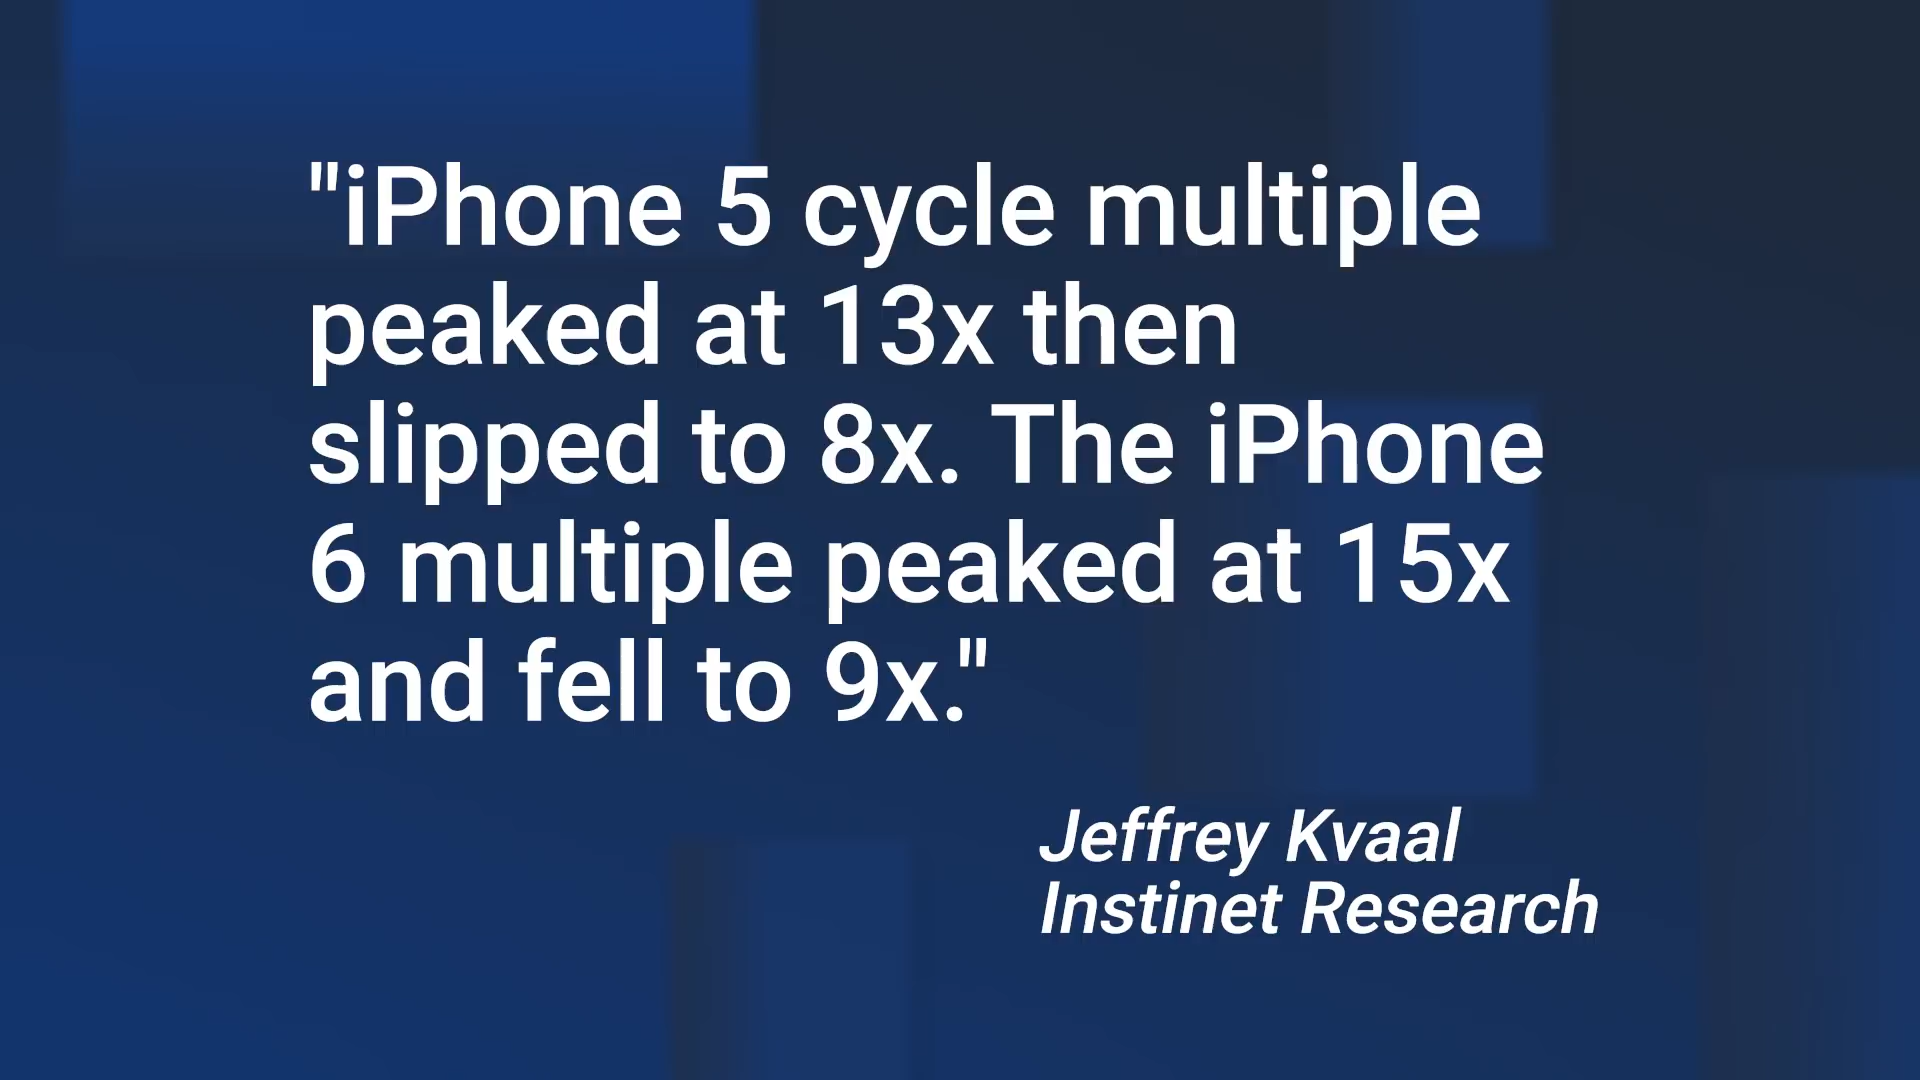 "iPhone 5 cycle multiple
peaked at 13x then
slipped to 8x. The iPhone
6 multiple peaked at 15x
and fell to 9x."
Jeffrey Kvaal
Instinet Research